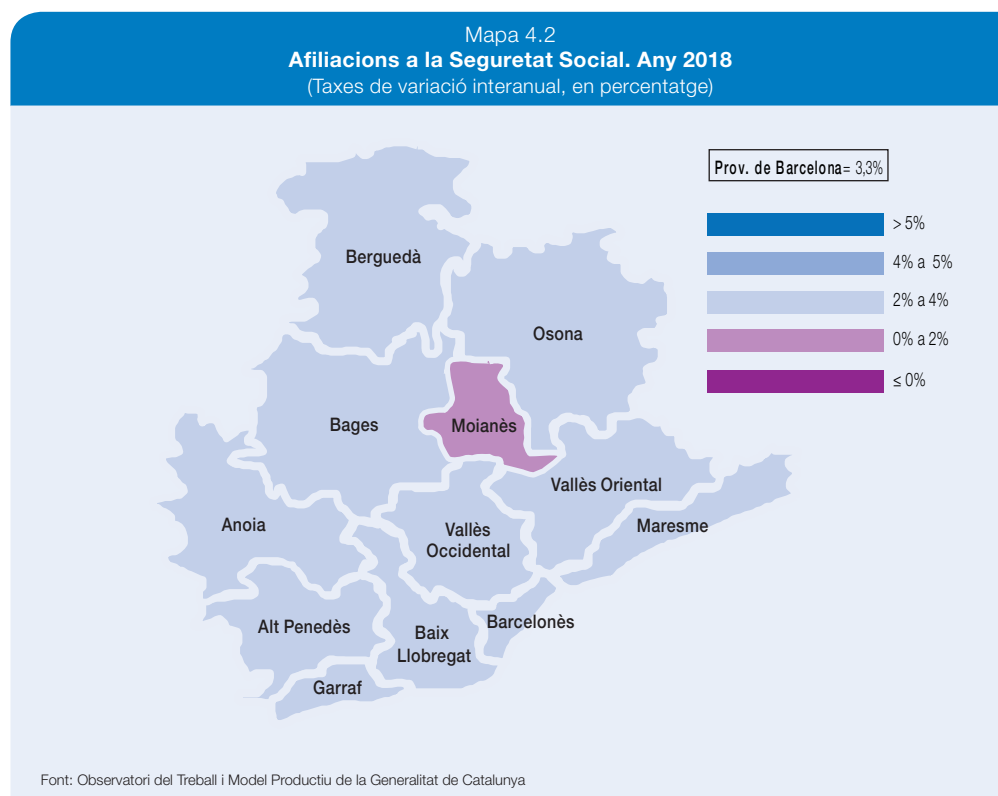 Mapa 4.2
Afiliacions a la Seguretat Social. Any 2018
(Taxes de variació interanual, en percentatge)
Prov. de Barcelona= 3,3%
> 5%
4% a 5%
2% a 4%
0% a 2%
≤ 0%
Berguedà
Osona
Bages
Moianès
Vallès Oriental
Anoia
Vallès
Occidental
Maresme
Alt Penedès
Baix
Llobregat
Barcelonès
Garraf
Font: Observatori del Treball i Model Productiu de la Generalitat de Catalunya